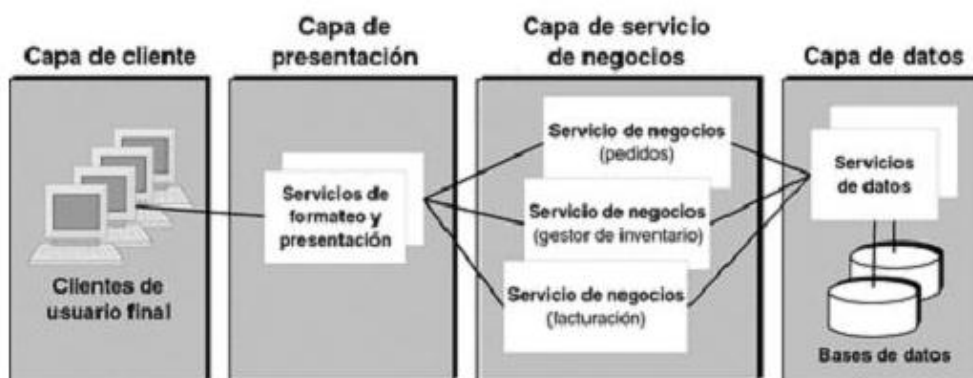 Capa de cliente
Clientes de
usuario final
Capa de
presentación
Servicios de
formateo y
presentación
Capa de servicio
de negocios
Servicio de negocios
(pedidos)
Servicio de negocios
(gestor de inventario)
Servicio de negocios
(facturación)
Capa de datos
Servicios
de datos
Bases de datos